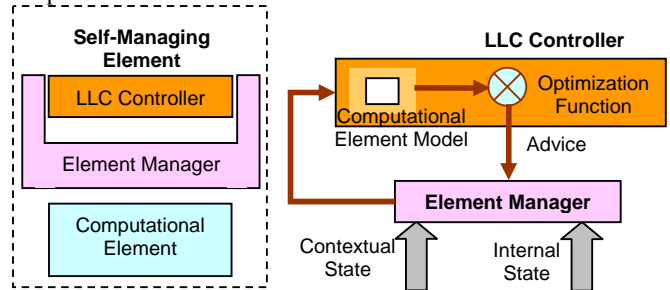 Self-Managing
Element
LLC Controller
Element Manager
Computational
Element
LLC Controller
Computational
Element Model
Optimization
Function
Advice
Element Manager
Contextual
State
Internal
State